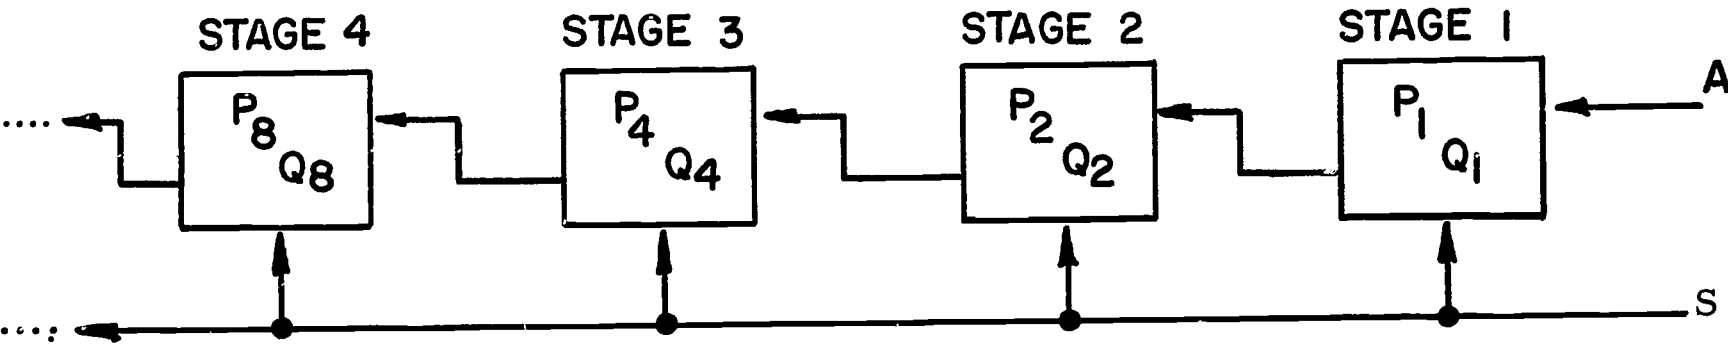 STAGE 4 STAGE 3 STAGE 2 STAGE 1
A
P8 P4 P2 P1
Q8 Q4 Q2 Q1
S